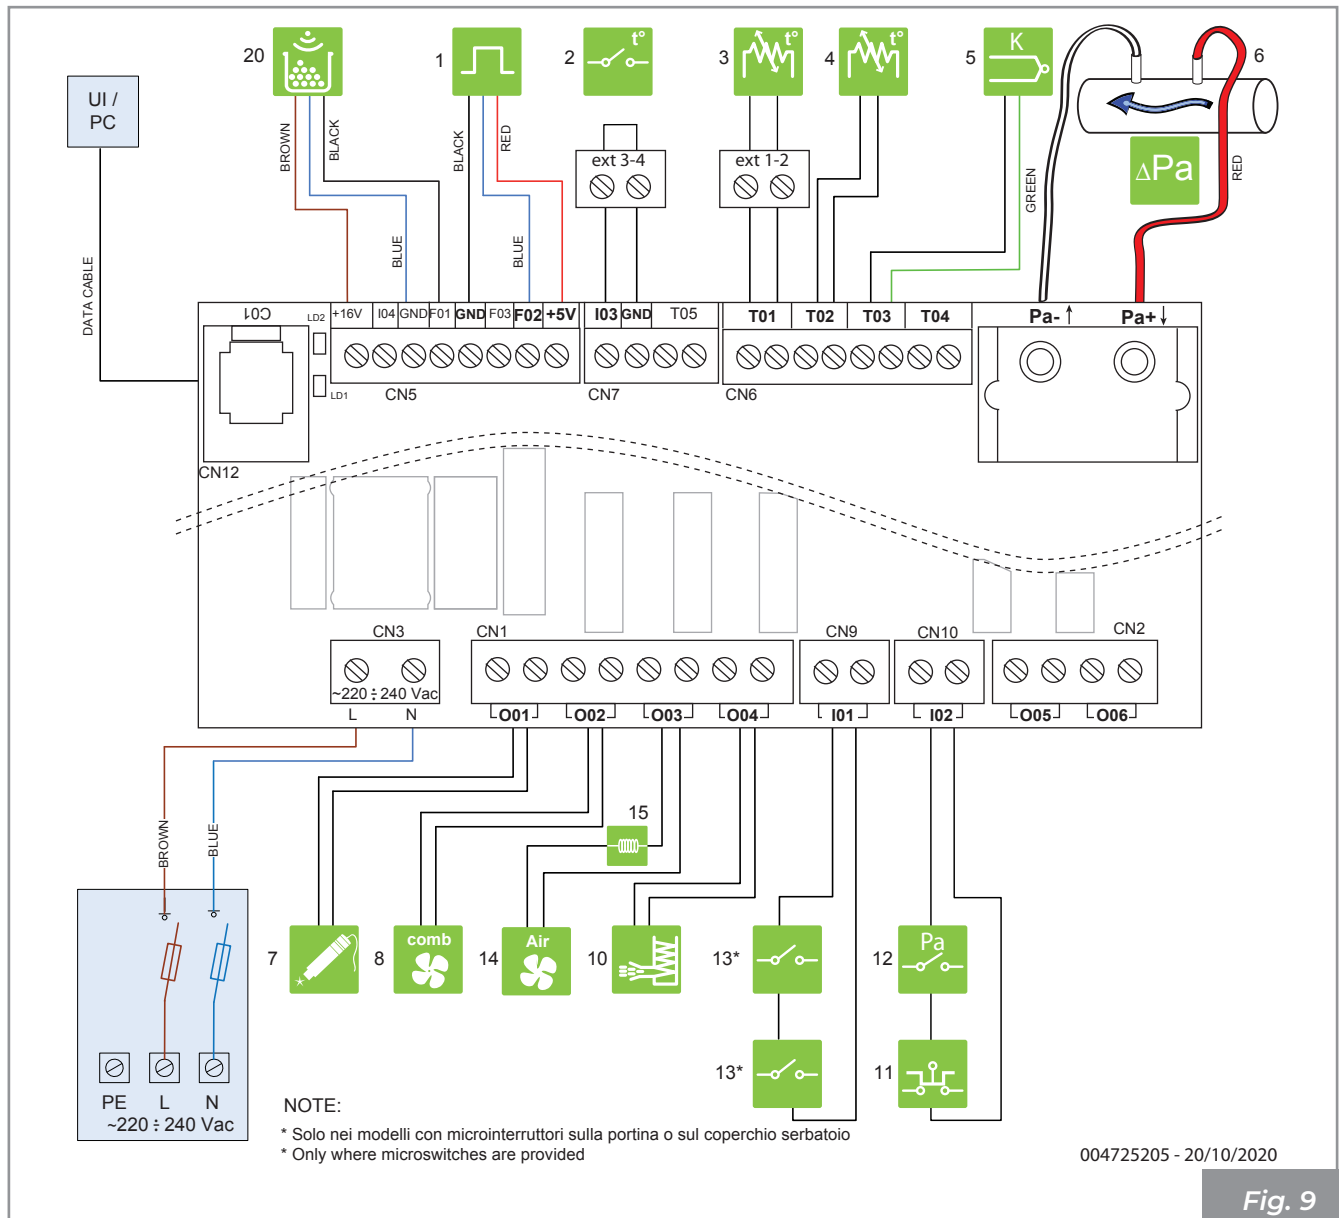 20
1
2
t°
3
t°
4
t°
5
K
6
UI /
PC
BROWN
BLACK
BLUE
BLACK
RED
BLUE
ext 3-4
ext 1-2
GREEN
ΔPa
RED
DATA CABLE
C01
LD2
+16V
I04
GND
F01
GND
F03
F02
+5V
I03
GND
T05
T01
T02
T03
T04
Pa- ↑
Pa+ ↓
LD1
CN5
CN7
CN6
CN12
CN3
CN1
CN9
CN10
CN2
~220 ÷ 240 Vac
L
N
O01
O02
O03
O04
I01
I02
O05
O06
BROWN
BLUE
15
7
8
comb
14
Air
10
13*
12
Pa
13*
11
PE
L
N
~220 ÷ 240 Vac
NOTE:
* Solo nei modelli con microinterruttori sulla portina o sul coperchio serbatoio
* Only where microswitches are provided
004725205 - 20/10/2020
Fig. 9